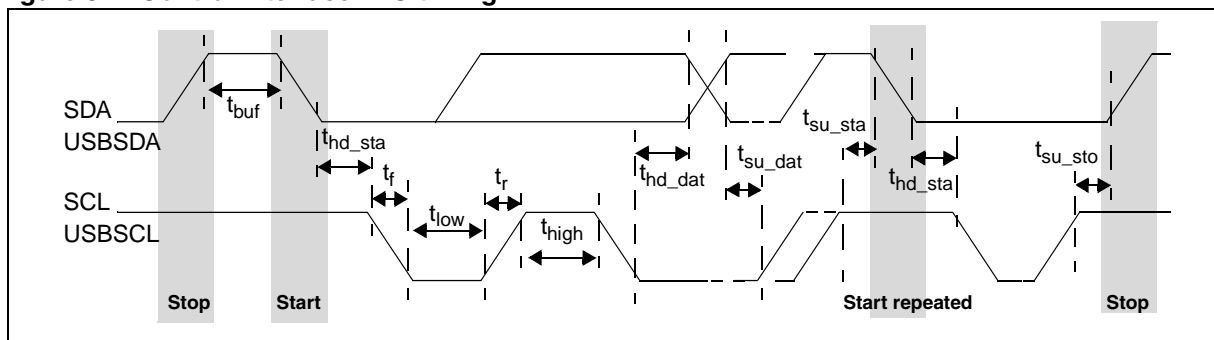 SDA
USBSDA
SCL
USBSCL
t_buf
t_hd_sta
t_f
t_low
t_r
t_high
t_hd_dat
t_su_dat
t_su_sta
t_hd_sta
t_su_sto
Stop
Start
Start repeated
Stop